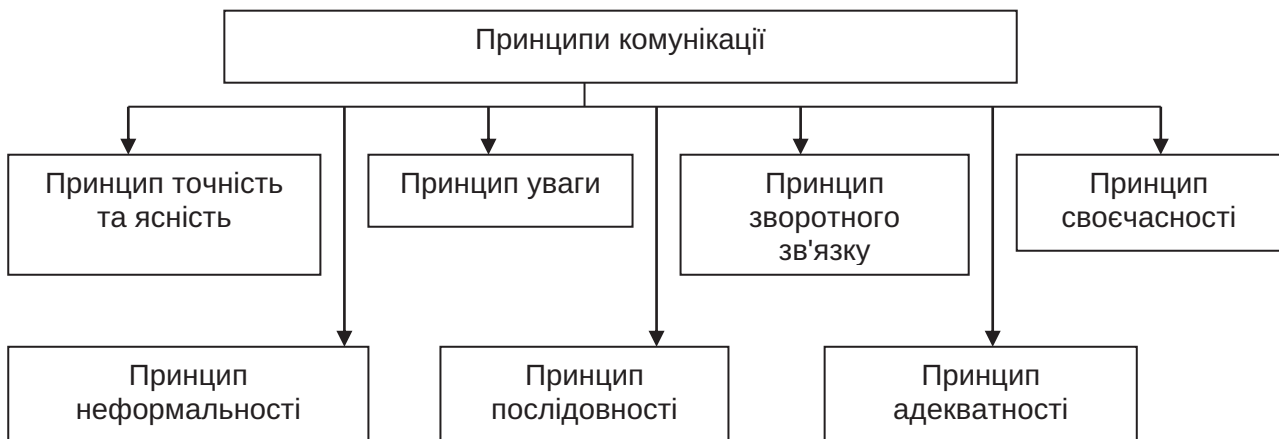 Принципи комунікації
Принцип точність
та ясність
Принцип уваги
Принцип
зворотного
зв'язку
Принцип
своєчасності
Принцип
неформальності
Принцип
послідовності
Принцип
адекватності